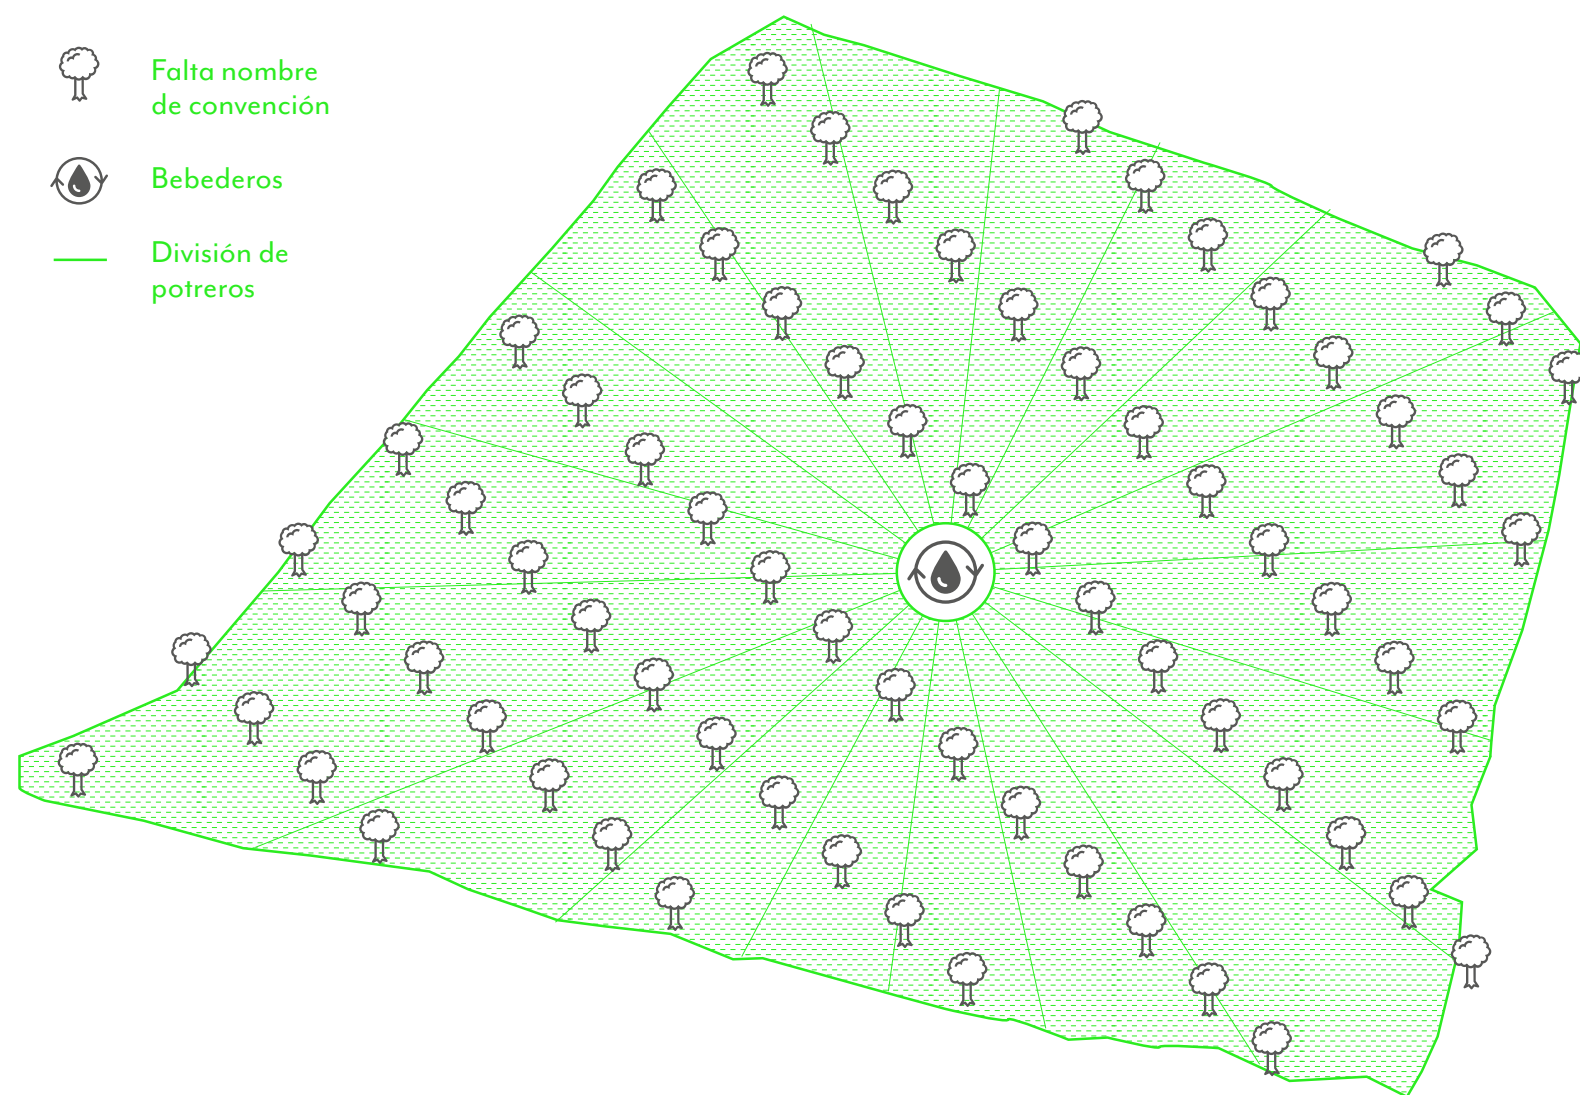 Falta nombre
de convención
Bebederos
División de
potreros